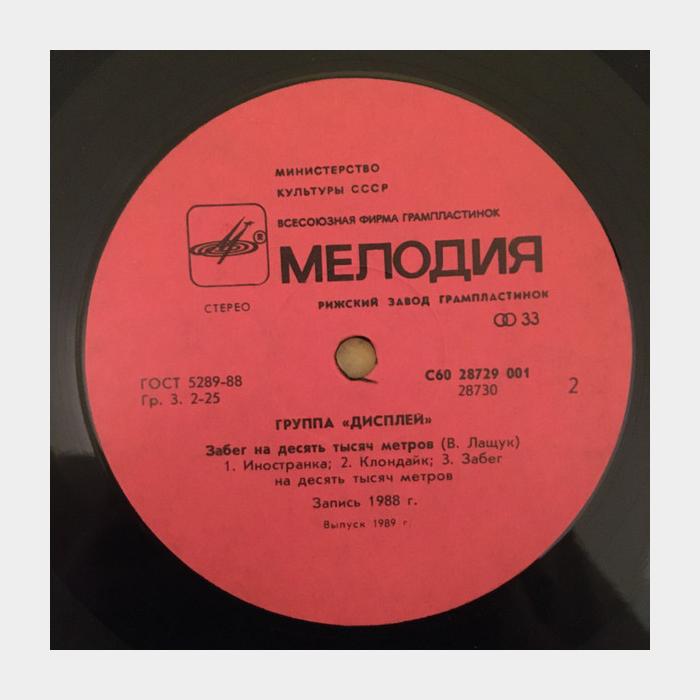 МИНИСТЕРСТВО
КУЛЬТУРЫ СССР
ВСЕСОЮЗНАЯ ФИРМА ГРАМПЛАСТИНОК
®
МЕЛОДИЯ
СТЕРЕО
РИЖСКИЙ ЗАВОД ГРАМПЛАСТИНОК
33
ГОСТ 5289-88
Гр. 3. 2-25
С60 28729 001
28730
2
ГРУППА «ДИСПЛЕЙ»
Забег на десять тысяч метров (В. Лащук)
1. Иностранка; 2. Клондайк; 3. Забег
на десять тысяч метров
Запись 1988 г.
Выпуск 1989 г.